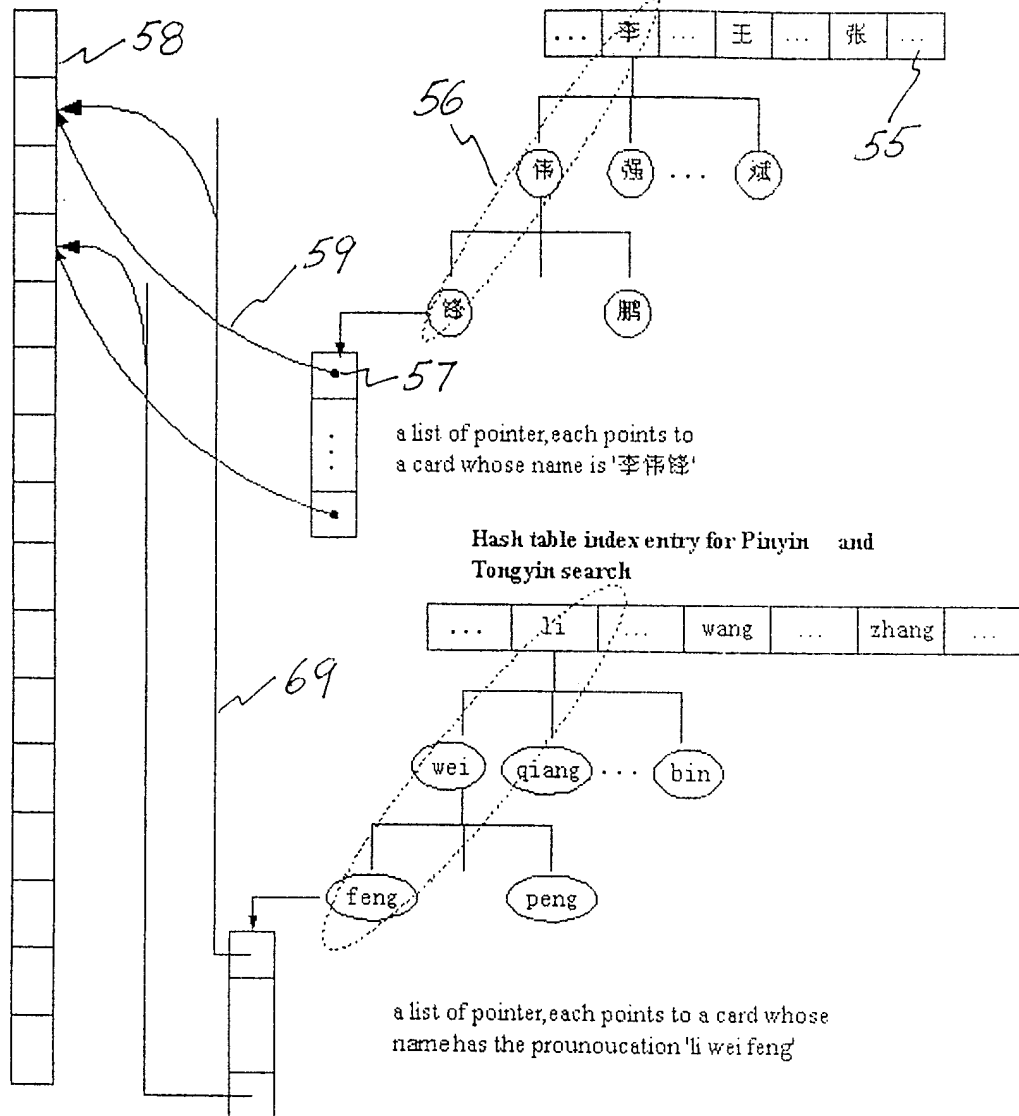 58
... 李 ... 王 ... 张 ...
55
56
伟 强 ... 斌
59
锋 鹏
57
a list of pointer,each points to
a card whose name is '李伟锋'
Hash table index entry for Pinyin and
Tongyin search
... li ... wang ... zhang ...
69
wei qiang ... bin
feng peng
a list of pointer,each points to a card whose
name has the prounoucation 'li wei feng'